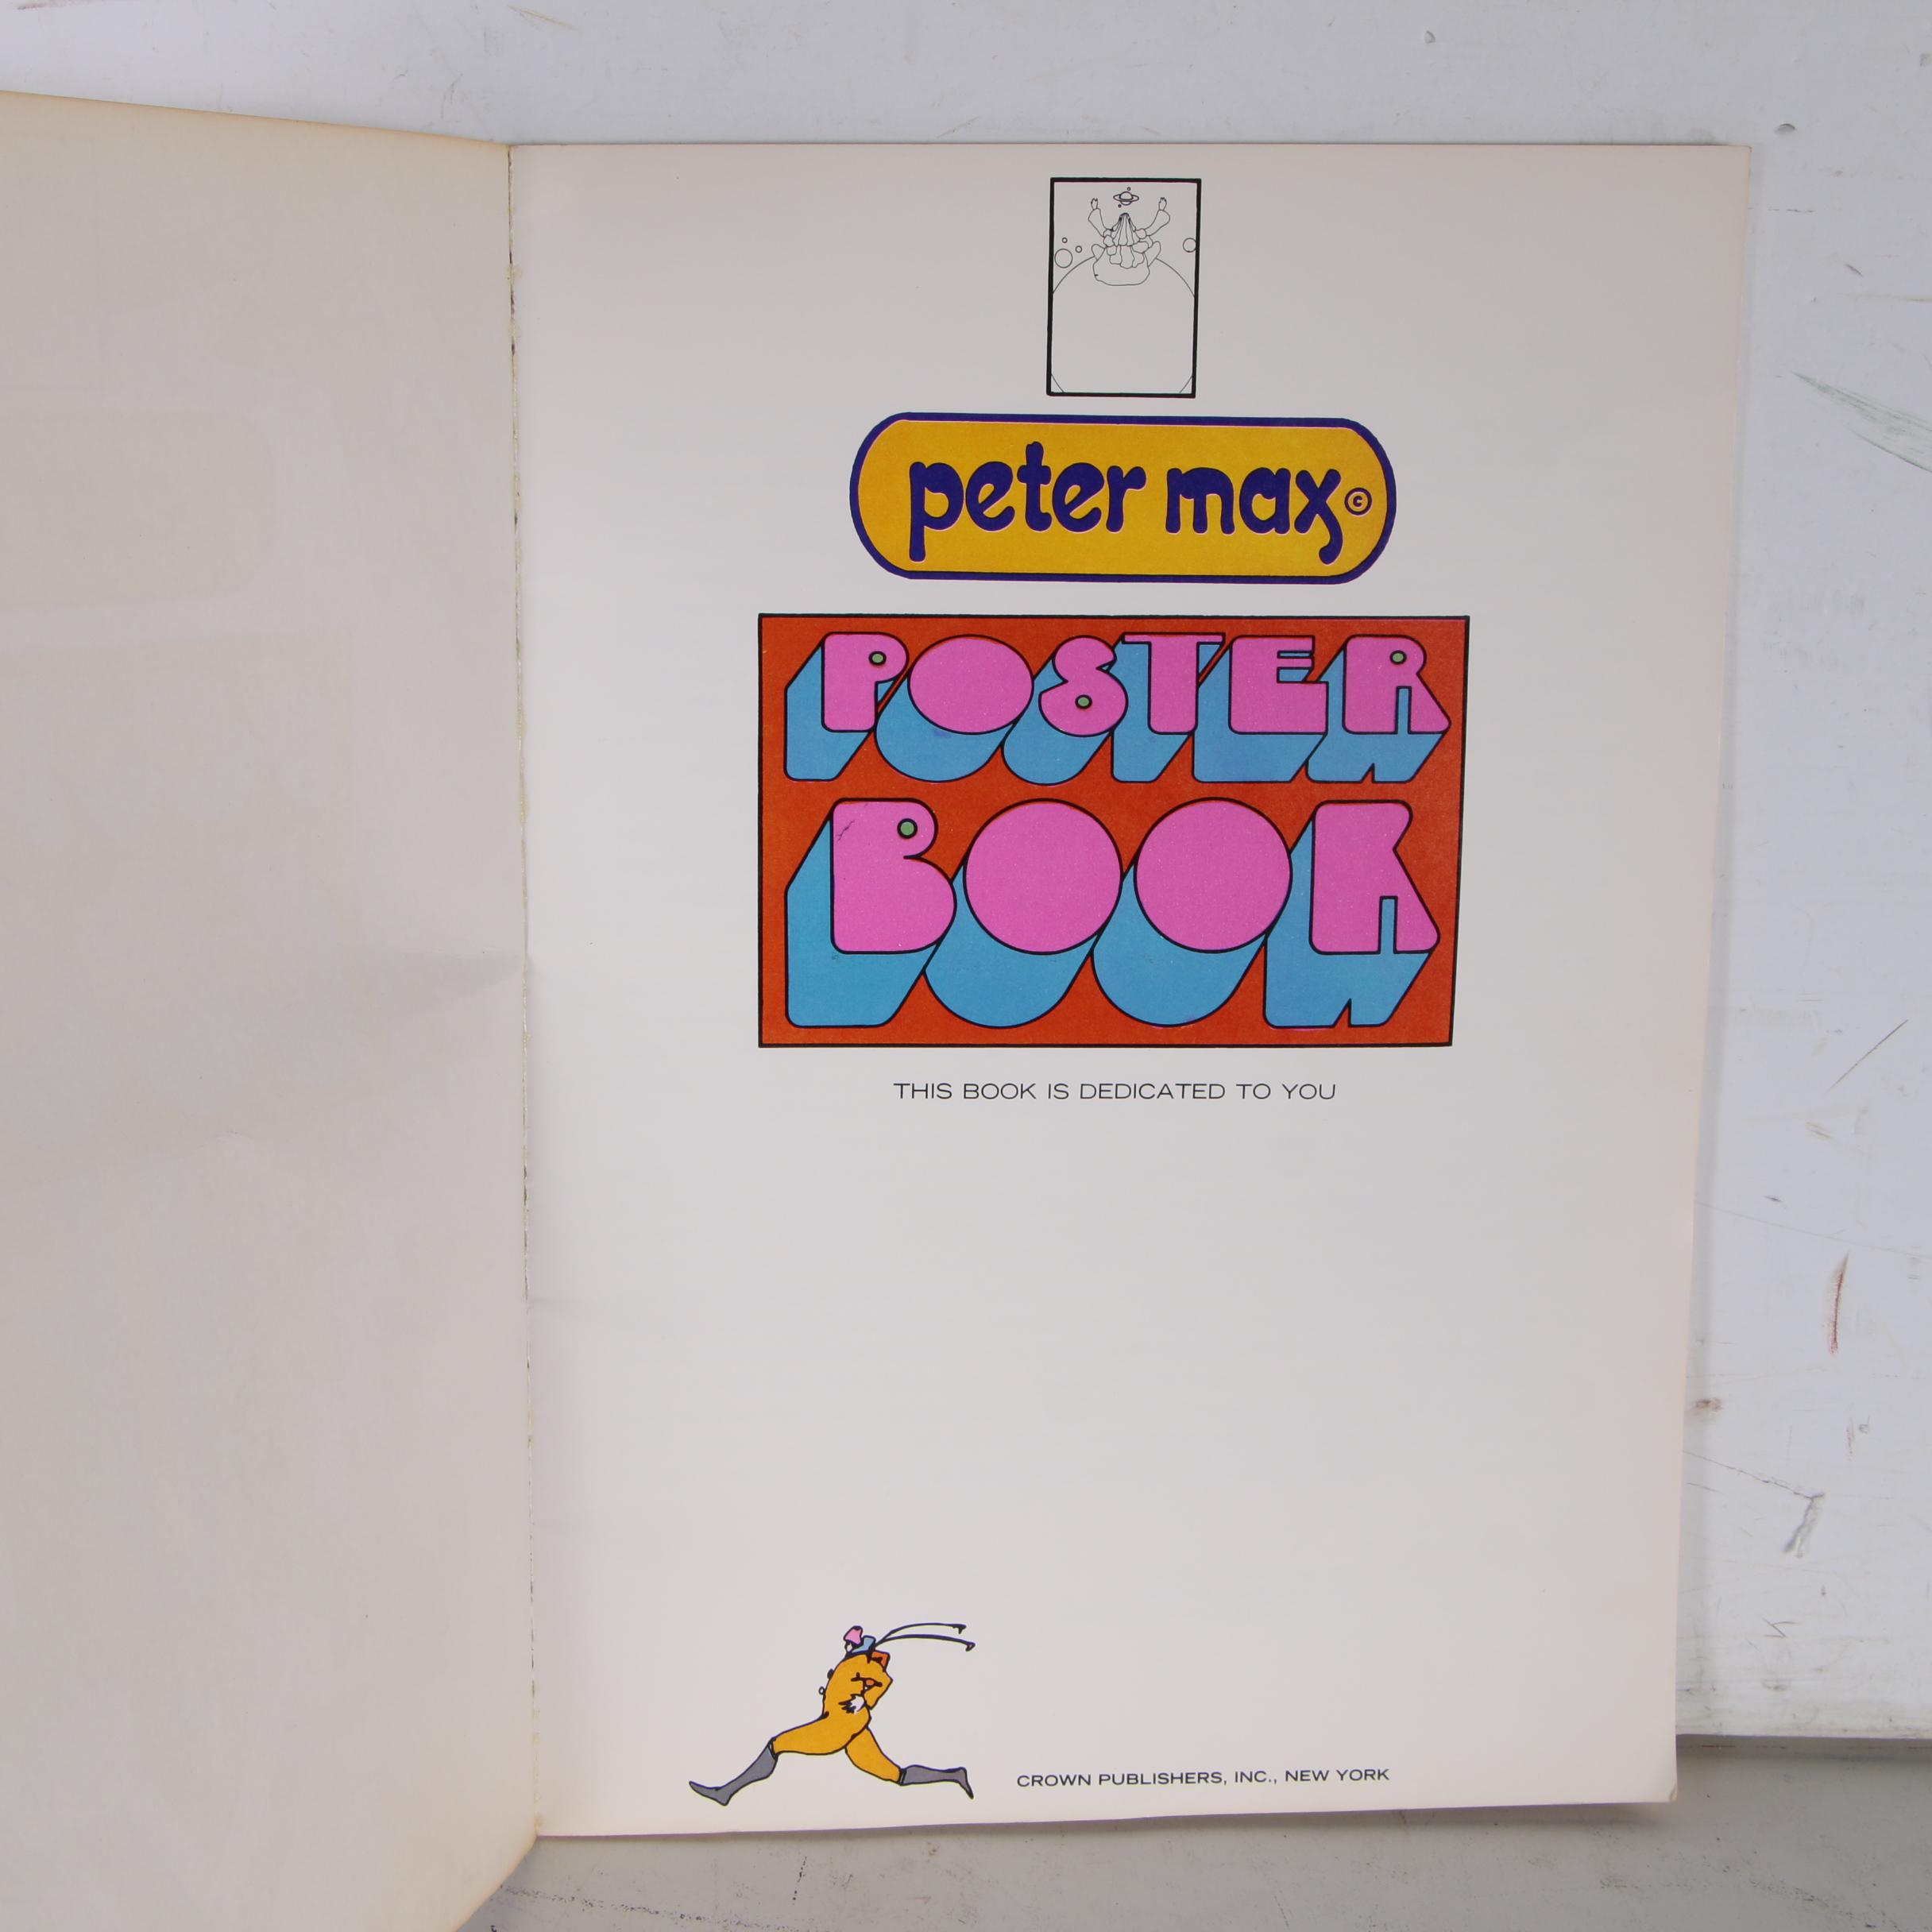 peter max ©
POSTER
BOOK
THIS BOOK IS DEDICATED TO YOU
CROWN PUBLISHERS, INC., NEW YORK